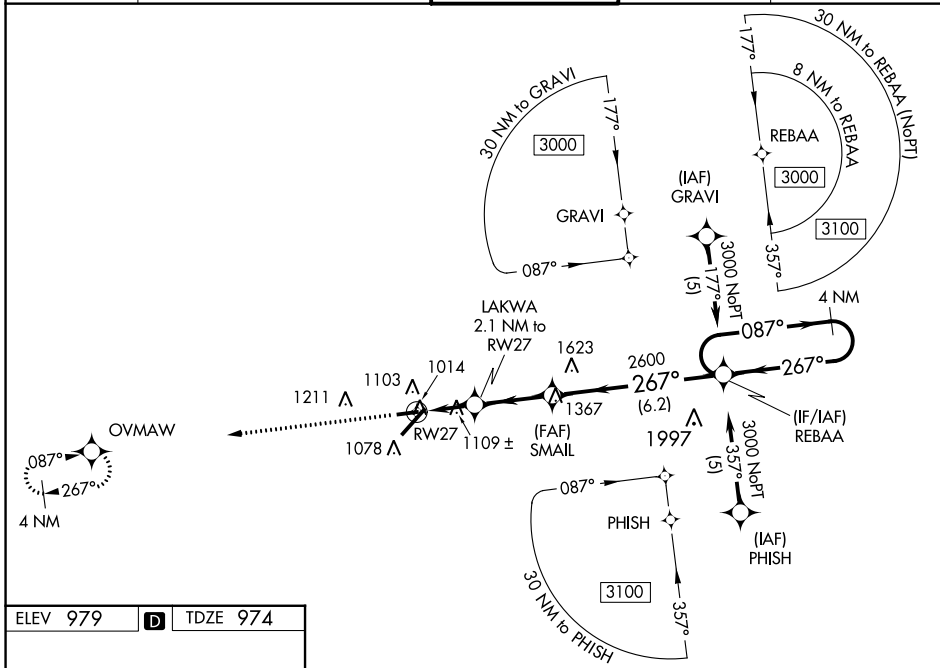 30 NM to GRAVI
177°
3000
GRAVI
087°
177°
30 NM to REBAA (NoPT)
8 NM to REBAA
REBAA
3000
3100
357°
(IAF)
GRAVI
3000 NoPT
177°
(5)
4 NM
087°
267°
LAKWA
2.1 NM to
RW27
1623
2600
267°
(6.2)
1014
1103
1211
1367
(IF/IAF)
REBAA
OVMAW
RW27
(FAF)
SMAIL
1997
1078
1109 ±
087°
267°
4 NM
3000 NoPT
357°
(5)
087°
PHISH
(IAF)
PHISH
3100
357°
30 NM to PHISH
ELEV 979
D
TDZE 974